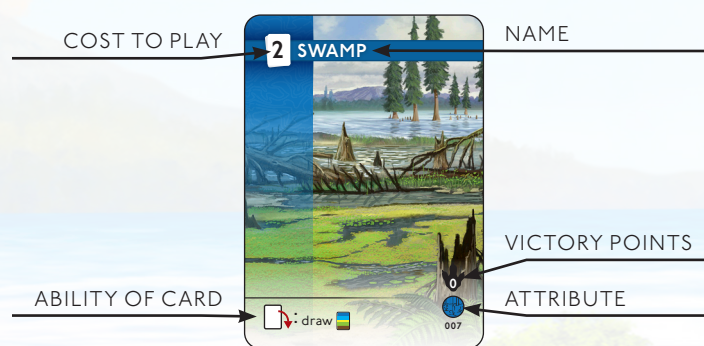 COST TO PLAY
NAME
2 SWAMP
VICTORY POINTS
0
ABILITY OF CARD
: draw
ATTRIBUTE
007